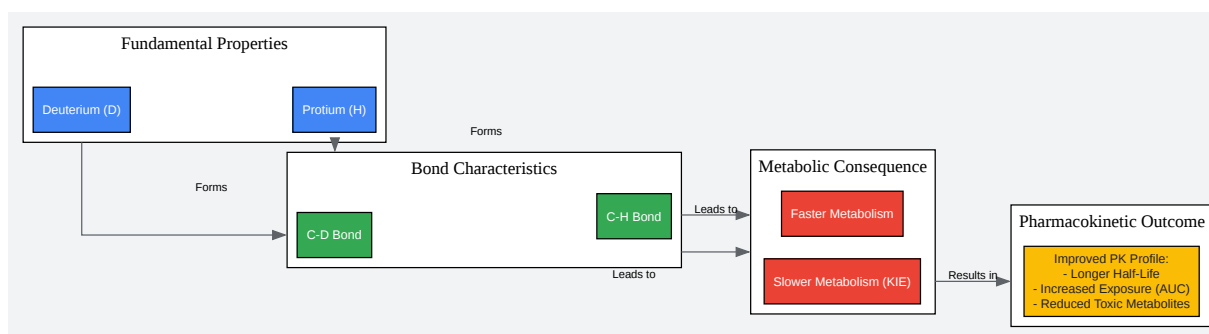 Fundamental Properties
Deuterium (D)
Protium (H)
Forms
Forms
Bond Characteristics
C-D Bond
C-H Bond
Leads to
Leads to
Metabolic Consequence
Faster Metabolism
Slower Metabolism (KIE)
Results in
Pharmacokinetic Outcome
Improved PK Profile:
- Longer Half-Life
- Increased Exposure (AUC)
- Reduced Toxic Metabolites